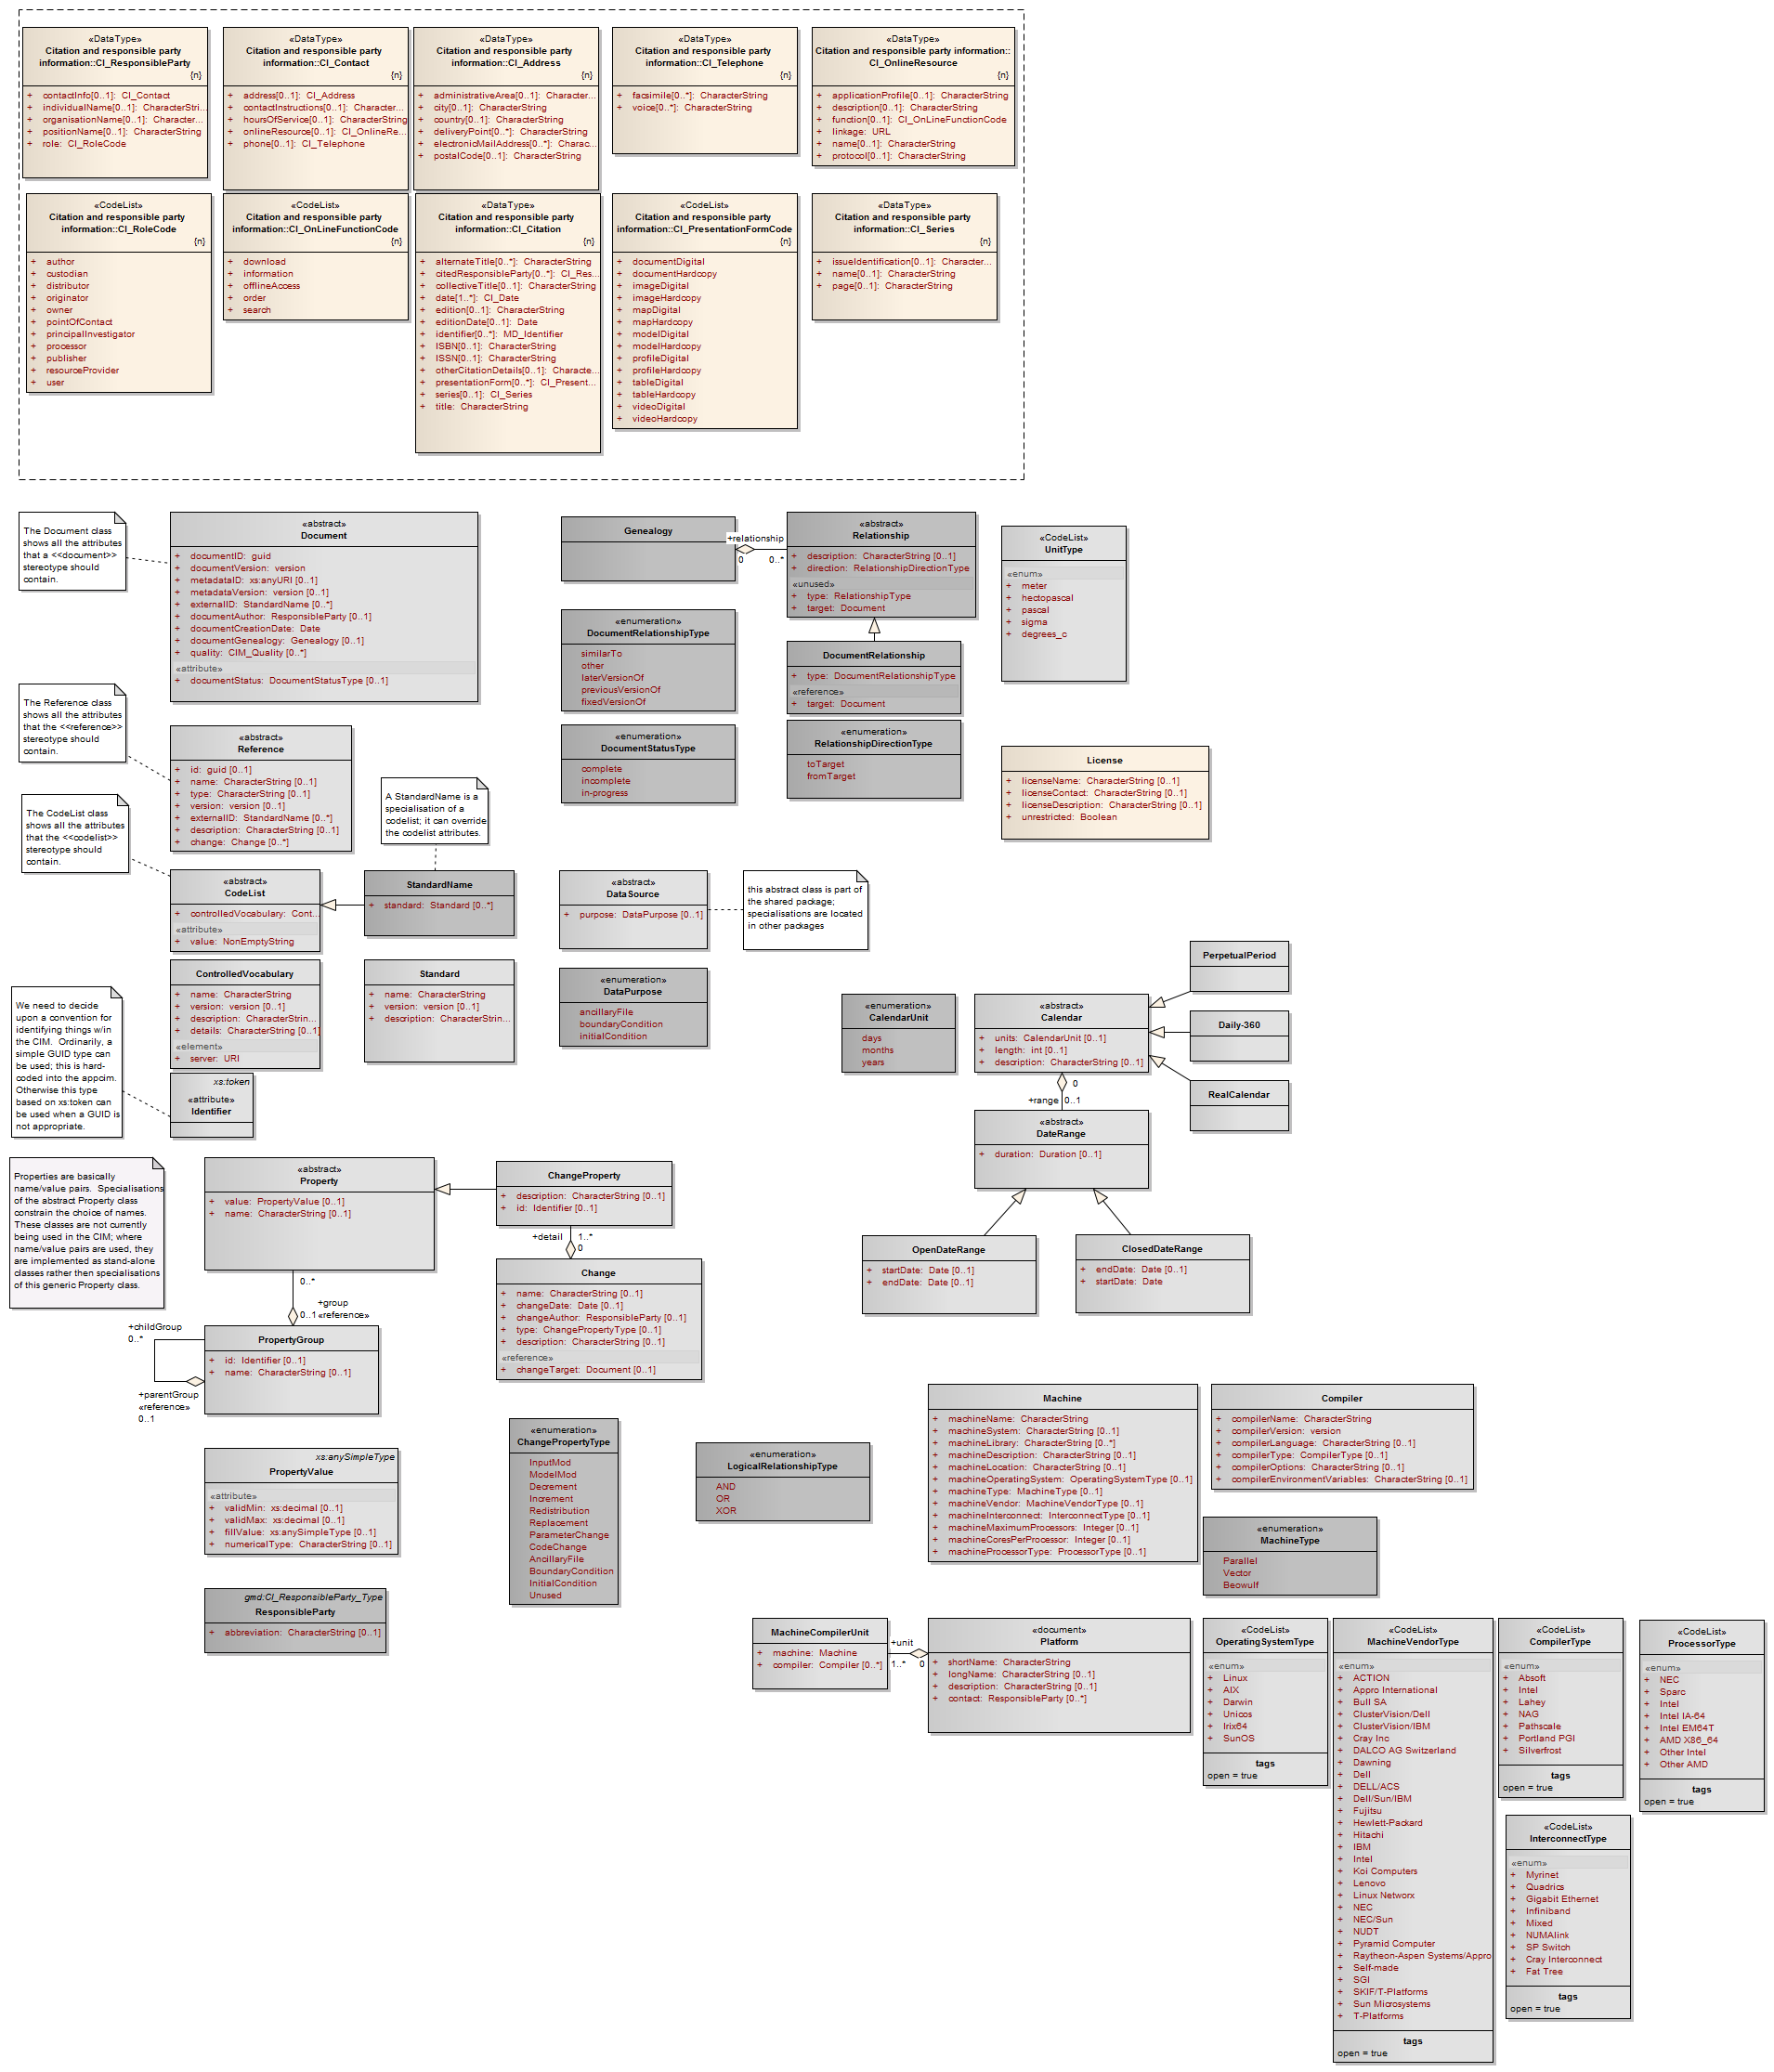 «DataType»
Citation and responsible party
information::CI_ResponsibleParty
{n}
+ contactInfo[0..1]: CI_Contact
+ individualName[0..1]: CharacterStri...
+ organisationName[0..1]: Character...
+ positionName[0..1]: CharacterString
+ role: CI_RoleCode
«DataType»
Citation and responsible party
information::CI_Contact
{n}
+ address[0..1]: CI_Address
+ contactInstructions[0..1]: Character...
+ hoursOfService[0..1]: CharacterString
+ onlineResource[0..1]: CI_OnlineRe...
+ phone[0..1]: CI_Telephone
«DataType»
Citation and responsible party
information::CI_Address
{n}
+ administrativeArea[0..1]: Character...
+ city[0..1]: CharacterString
+ country[0..1]: CharacterString
+ deliveryPoint[0..*]: CharacterString
+ electronicMailAddress[0..*]: Charac...
+ postalCode[0..1]: CharacterString
«DataType»
Citation and responsible party
information::CI_Telephone
{n}
+ facsimile[0..*]: CharacterString
+ voice[0..*]: CharacterString
«DataType»
Citation and responsible party information::
CI_OnlineResource
{n}
+ applicationProfile[0..1]: CharacterString
+ description[0..1]: CharacterString
+ function[0..1]: CI_OnLineFunctionCode
+ linkage: URL
+ name[0..1]: CharacterString
+ protocol[0..1]: CharacterString
«CodeList»
Citation and responsible party
information::CI_RoleCode
{n}
+ author
+ custodian
+ distributor
+ originator
+ owner
+ pointOfContact
+ principalInvestigator
+ processor
+ publisher
+ resourceProvider
+ user
«CodeList»
Citation and responsible party
information::CI_OnLineFunctionCode
{n}
+ download
+ information
+ offlineAccess
+ order
+ search
«DataType»
Citation and responsible party
information::CI_Citation
{n}
+ alternateTitle[0..*]: CharacterString
+ citedResponsibleParty[0..*]: CI_Res...
+ collectiveTitle[0..1]: CharacterString
+ date[1..*]: CI_Date
+ edition[0..1]: CharacterString
+ editionDate[0..1]: Date
+ identifier[0..*]: MD_Identifier
+ ISBN[0..1]: CharacterString
+ ISSN[0..1]: CharacterString
+ otherCitationDetails[0..1]: Characte...
+ presentationForm[0..*]: CI_Present...
+ series[0..1]: CI_Series
+ title: CharacterString
«CodeList»
Citation and responsible party
information::CI_PresentationFormCode
{n}
+ documentDigital
+ documentHardcopy
+ imageDigital
+ imageHardcopy
+ mapDigital
+ mapHardcopy
+ modelDigital
+ modelHardcopy
+ profileDigital
+ profileHardcopy
+ tableDigital
+ tableHardcopy
+ videoDigital
+ videoHardcopy
«DataType»
Citation and responsible party
information::CI_Series
{n}
+ issueIdentification[0..1]: Character...
+ name[0..1]: CharacterString
+ page[0..1]: CharacterString
The Document class
shows all the attributes
that a <<document>>
stereotype should
contain.
«abstract»
Document
+ documentID: guid
+ documentVersion: version
+ metadataID: xs:anyURI [0..1]
+ metadataVersion: version [0..1]
+ externalID: StandardName [0..*]
+ documentAuthor: ResponsibleParty [0..1]
+ documentCreationDate: Date
+ documentGenealogy: Genealogy [0..1]
+ quality: CIM_Quality [0..*]
«attribute»
+ documentStatus: DocumentStatusType [0..1]
Genealogy
+relationship
0
0..*
«abstract»
Relationship
+ description: CharacterString [0..1]
+ direction: RelationshipDirectionType
«unused»
+ type: RelationshipType
+ target: Document
«CodeList»
UnitType
«enum»
+ meter
+ hectopascal
+ pascal
+ sigma
+ degrees_c
«enumeration»
DocumentRelationshipType
similarTo
other
laterVersionOf
previousVersionOf
fixedVersionOf
DocumentRelationship
+ type: DocumentRelationshipType
«reference»
+ target: Document
The Reference class
shows all the attributes
that the <<reference>>
stereotype should
contain.
«abstract»
Reference
+ id: guid [0..1]
+ name: CharacterString [0..1]
+ type: CharacterString [0..1]
+ version: version [0..1]
+ externalID: StandardName [0..*]
+ description: CharacterString [0..1]
+ change: Change [0..*]
«enumeration»
DocumentStatusType
complete
incomplete
in-progress
«enumeration»
RelationshipDirectionType
toTarget
fromTarget
License
+ licenseName: CharacterString [0..1]
+ licenseContact: CharacterString [0..1]
+ licenseDescription: CharacterString [0..1]
+ unrestricted: Boolean
The CodeList class
shows all the attributes
that the <<codelist>>
stereotype should
contain.
A StandardName is a
specialisation of a
codelist; it can override
the codelist attributes.
«abstract»
CodeList
+ controlledVocabulary: Cont...
«attribute»
+ value: NonEmptyString
StandardName
+ standard: Standard [0..*]
«abstract»
DataSource
+ purpose: DataPurpose [0..1]
this abstract class is part of
the shared package;
specialisations are located
in other packages
We need to decide
upon a convention for
identifying things w/in
the CIM. Ordinarily, a
simple GUID type can
be used; this is hard-
coded into the appcim.
Otherwise this type
based on xs:token can
be used when a GUID is
not appropriate.
ControlledVocabulary
+ name: CharacterString
+ version: version [0..1]
+ description: CharacterStrin...
+ details: CharacterString [0..1]
«element»
+ server: URI
Standard
+ name: CharacterString
+ version: version [0..1]
+ description: CharacterStrin...
«enumeration»
DataPurpose
ancillaryFile
boundaryCondition
initialCondition
xs:token
«attribute»
Identifier
«enumeration»
CalendarUnit
days
months
years
«abstract»
Calendar
+ units: CalendarUnit [0..1]
+ length: int [0..1]
+ description: CharacterString [0..1]
PerpetualPeriod
Daily-360
RealCalendar
0
+range 0..1
«abstract»
DateRange
+ duration: Duration [0..1]
OpenDateRange
+ startDate: Date [0..1]
+ endDate: Date [0..1]
ClosedDateRange
+ endDate: Date [0..1]
+ startDate: Date
Properties are basically
name/value pairs. Specialisations
of the abstract Property class
constrain the choice of names.
These classes are not currently
being used in the CIM; where
name/value pairs are used, they
are implemented as stand-alone
classes rather then specialisations
of this generic Property class.
«abstract»
Property
+ value: PropertyValue [0..1]
+ name: CharacterString [0..1]
ChangeProperty
+ description: CharacterString [0..1]
+ id: Identifier [0..1]
+detail 1..*
0
Change
+ name: CharacterString [0..1]
+ changeDate: Date [0..1]
+ changeAuthor: ResponsibleParty [0..1]
+ type: ChangePropertyType [0..1]
+ description: CharacterString [0..1]
«reference»
+ changeTarget: Document [0..1]
0..*
+group
0..1 «reference»
+childGroup
0..*
PropertyGroup
+ id: Identifier [0..1]
+ name: CharacterString [0..1]
+parentGroup
«reference»
0..1
xs:anySimpleType
PropertyValue
«attribute»
+ validMin: xs:decimal [0..1]
+ validMax: xs:decimal [0..1]
+ fillValue: xs:anySimpleType [0..1]
+ numericalType: CharacterString [0..1]
gmd:CI_ResponsibleParty_Type
ResponsibleParty
+ abbreviation: CharacterString [0..1]
«enumeration»
ChangePropertyType
InputMod
ModelMod
Decrement
Increment
Redistribution
Replacement
ParameterChange
CodeChange
AncillaryFile
BoundaryCondition
InitialCondition
Unused
«enumeration»
LogicalRelationshipType
AND
OR
XOR
Machine
+ machineName: CharacterString
+ machineSystem: CharacterString [0..1]
+ machineLibrary: CharacterString [0..*]
+ machineDescription: CharacterString [0..1]
+ machineLocation: CharacterString [0..1]
+ machineOperatingSystem: OperatingSystemType [0..1]
+ machineType: MachineType [0..1]
+ machineVendor: MachineVendorType [0..1]
+ machineInterconnect: InterconnectType [0..1]
+ machineMaximumProcessors: Integer [0..1]
+ machineCoresPerProcessor: Integer [0..1]
+ machineProcessorType: ProcessorType [0..1]
Compiler
+ compilerName: CharacterString
+ compilerVersion: version
+ compilerLanguage: CharacterString [0..1]
+ compilerType: CompilerType [0..1]
+ compilerOptions: CharacterString [0..1]
+ compilerEnvironmentVariables: CharacterString [0..1]
«enumeration»
MachineType
Parallel
Vector
Beowulf
MachineCompilerUnit
+ machine: Machine
+ compiler: Compiler [0..*]
+unit
1..* 0
«document»
Platform
+ shortName: CharacterString
+ longName: CharacterString [0..1]
+ description: CharacterString [0..1]
+ contact: ResponsibleParty [0..*]
«CodeList»
OperatingSystemType
«enum»
+ Linux
+ AIX
+ Darwin
+ Unicos
+ Irix64
+ SunOS
tags
open = true
«CodeList»
MachineVendorType
«enum»
+ ACTION
+ Appro International
+ Bull SA
+ ClusterVision/Dell
+ ClusterVision/IBM
+ Cray Inc
+ DALCO AG Switzerland
+ Dawning
+ Dell
+ DELL/ACS
+ Dell/Sun/IBM
+ Fujitsu
+ Hewlett-Packard
+ Hitachi
+ IBM
+ Intel
+ Koi Computers
+ Lenovo
+ Linux Networx
+ NEC
+ NEC/Sun
+ NUDT
+ Pyramid Computer
+ Raytheon-Aspen Systems/Appro
+ Self-made
+ SGI
+ SKIF/T-Platforms
+ Sun Microsystems
+ T-Platforms
tags
open = true
«CodeList»
CompilerType
«enum»
+ Absoft
+ Intel
+ Lahey
+ NAG
+ Pathscale
+ Portland PGI
+ Silverfrost
tags
open = true
«CodeList»
ProcessorType
«enum»
+ NEC
+ Sparc
+ Intel
+ Intel IA-64
+ Intel EM64T
+ AMD X86_64
+ Other Intel
+ Other AMD
tags
open = true
«CodeList»
InterconnectType
«enum»
+ Myrinet
+ Quadrics
+ Gigabit Ethernet
+ Infiniband
+ Mixed
+ NUMAlink
+ SP Switch
+ Cray Interconnect
+ Fat Tree
tags
open = true